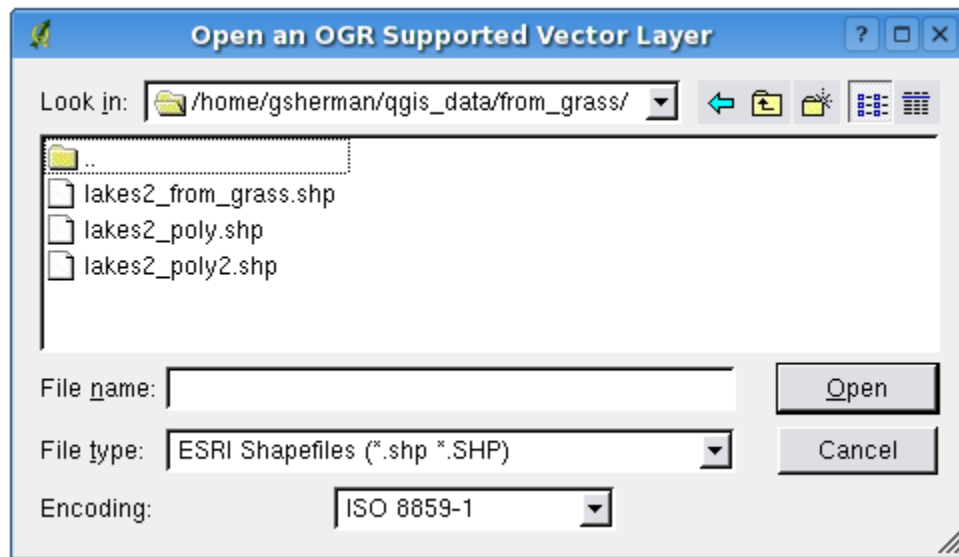 Open an OGR Supported Vector Layer
Look in: /home/gsherman/qgis_data/from_grass/
..
lakes2_from_grass.shp
lakes2_poly.shp
lakes2_poly2.shp
File name: Open
File type: ESRI Shapefiles (*.shp *.SHP) Cancel
Encoding: ISO 8859-1